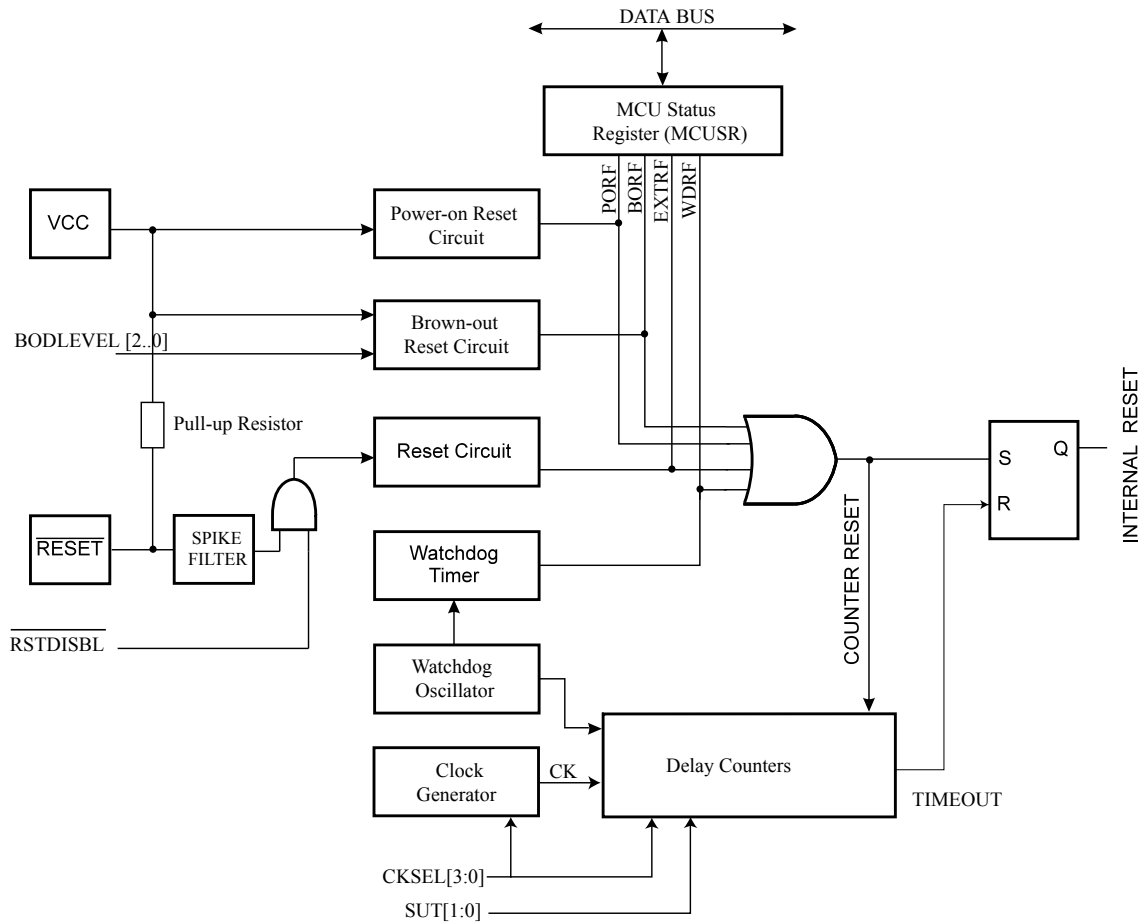 DATA BUS
MCU Status
Register (MCUSR)
PORF
BORF
EXTRF
WDRF
VCC
Power-on Reset
Circuit
BODLEVEL [2..0]
Brown-out
Reset Circuit
Pull-up Resistor
Reset Circuit
RESET
SPIKE
FILTER
RSTDISBL
Watchdog
Timer
Watchdog
Oscillator
Clock
Generator
CK
Delay Counters
COUNTER RESET
S
R
Q
INTERNAL RESET
TIMEOUT
CKSEL[3:0]
SUT[1:0]